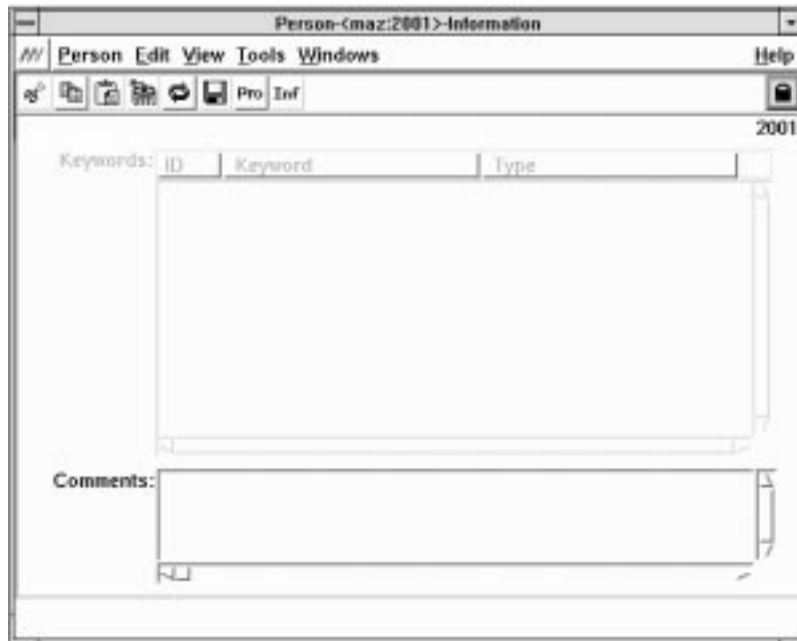 Person-<maz:2001>-Information
Person Edit View Tools Windows Help
Pro Inf
2001
Keywords: ID Keyword Type
Comments: